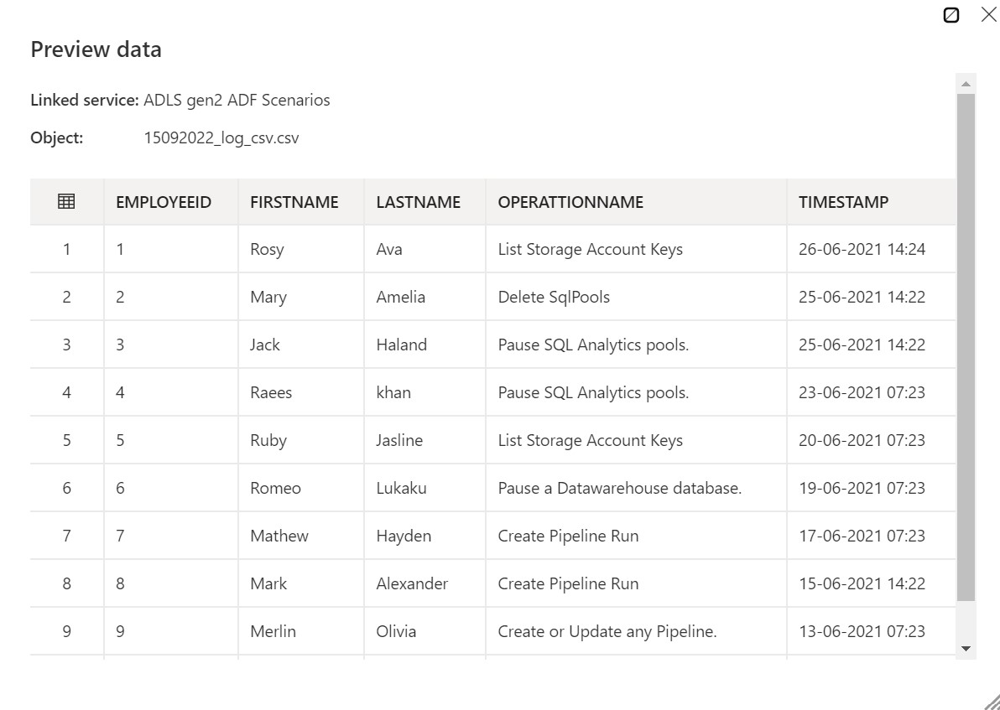 Preview data
Linked service: ADLS gen2 ADF Scenarios
Object: 15092022_log_csv.csv
EMPLOYEEID FIRSTNAME LASTNAME OPERATTIONNAME TIMESTAMP
1 1 Rosy Ava List Storage Account Keys 26-06-2021 14:24
2 2 Mary Amelia Delete SqlPools 25-06-2021 14:22
3 3 Jack Haland Pause SQL Analytics pools. 25-06-2021 14:22
4 4 Raees khan Pause SQL Analytics pools. 23-06-2021 07:23
5 5 Ruby Jasline List Storage Account Keys 20-06-2021 07:23
6 6 Romeo Lukaku Pause a Datawarehouse database. 19-06-2021 07:23
7 7 Mathew Hayden Create Pipeline Run 17-06-2021 07:23
8 8 Mark Alexander Create Pipeline Run 15-06-2021 14:22
9 9 Merlin Olivia Create or Update any Pipeline. 13-06-2021 07:23